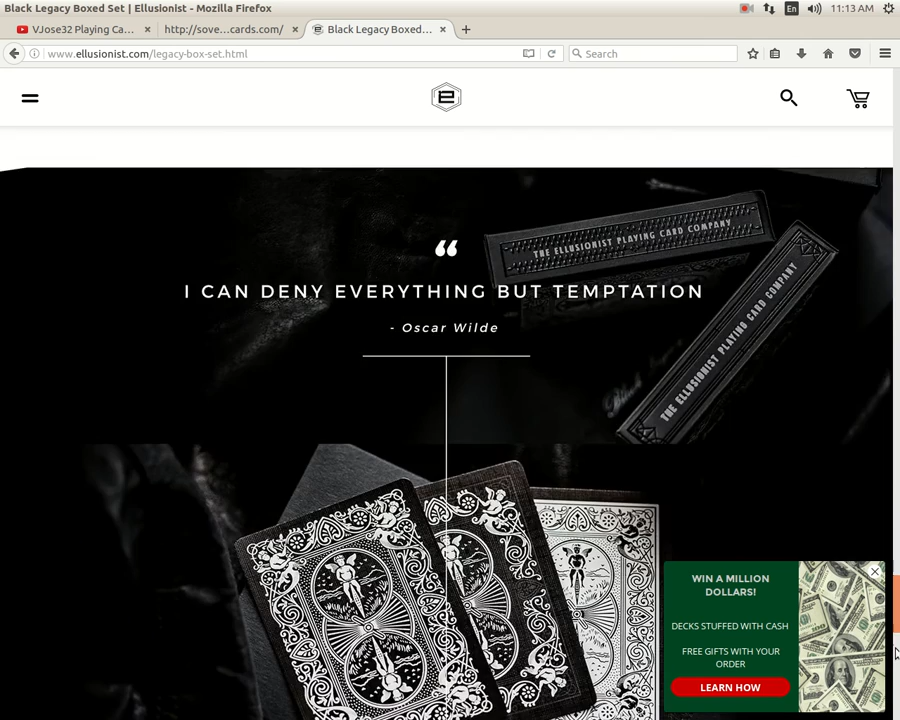 Black Legacy Boxed Set | Ellusionist - Mozilla Firefox
En
11:13 AM
VJose32 Playing Ca...
http://sove...cards.com/
Black Legacy Boxed...
www.ellusionist.com/legacy-box-set.html
Search
e
THE ELLUSIONIST PLAYING CARD COMPANY
THE ELLUSIONIST PLAYING CARD COMPANY
“
I CAN DENY EVERYTHING BUT TEMPTATION
- Oscar Wilde
WIN A MILLION
DOLLARS!
DECKS STUFFED WITH CASH
FREE GIFTS WITH YOUR
ORDER
LEARN HOW